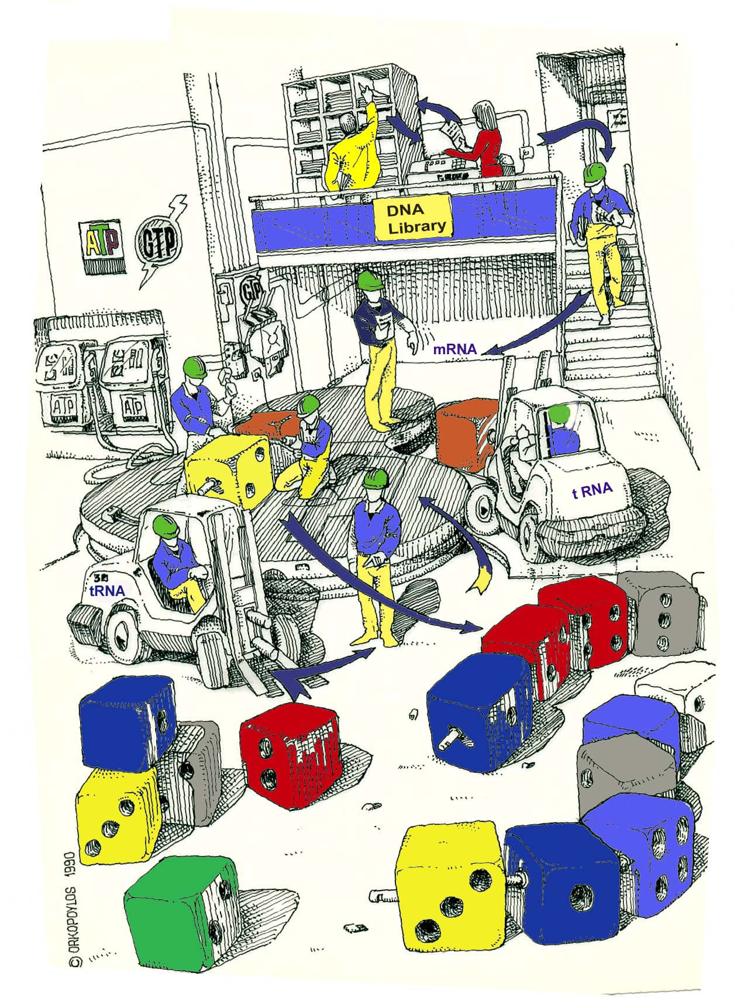 DNA
Library
ATP
GTP
GTP
mRNA
ATP
ATP
t RNA
tRNA
© ORKOPOYLOS 1990